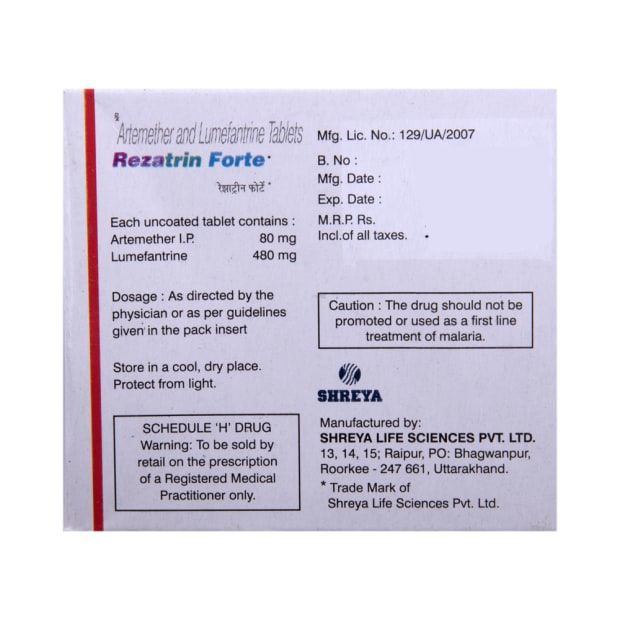 Artemether and Lumefantrine Tablets
Rezatrin Forte*
रेझाट्रीन फोर्टे *
Each uncoated tablet contains :
Artemether I.P. 80 mg
Lumefantrine 480 mg
Dosage : As directed by the
physician or as per guidelines
given in the pack insert
Store in a cool, dry place.
Protect from light.
SCHEDULE 'H' DRUG
Warning: To be sold by
retail on the prescription
of a Registered Medical
Practitioner only.
Mfg. Lic. No.: 129/UA/2007
B. No :
Mfg. Date :
Exp. Date :
M.R.P. Rs.
Incl.of all taxes.
Caution : The drug should not be
promoted or used as a first line
treatment of malaria.
SHREYA
Manufactured by:
SHREYA LIFE SCIENCES PVT. LTD.
13, 14, 15; Raipur, PO: Bhagwanpur,
Roorkee - 247 661, Uttarakhand.
* Trade Mark of
Shreya Life Sciences Pvt. Ltd.